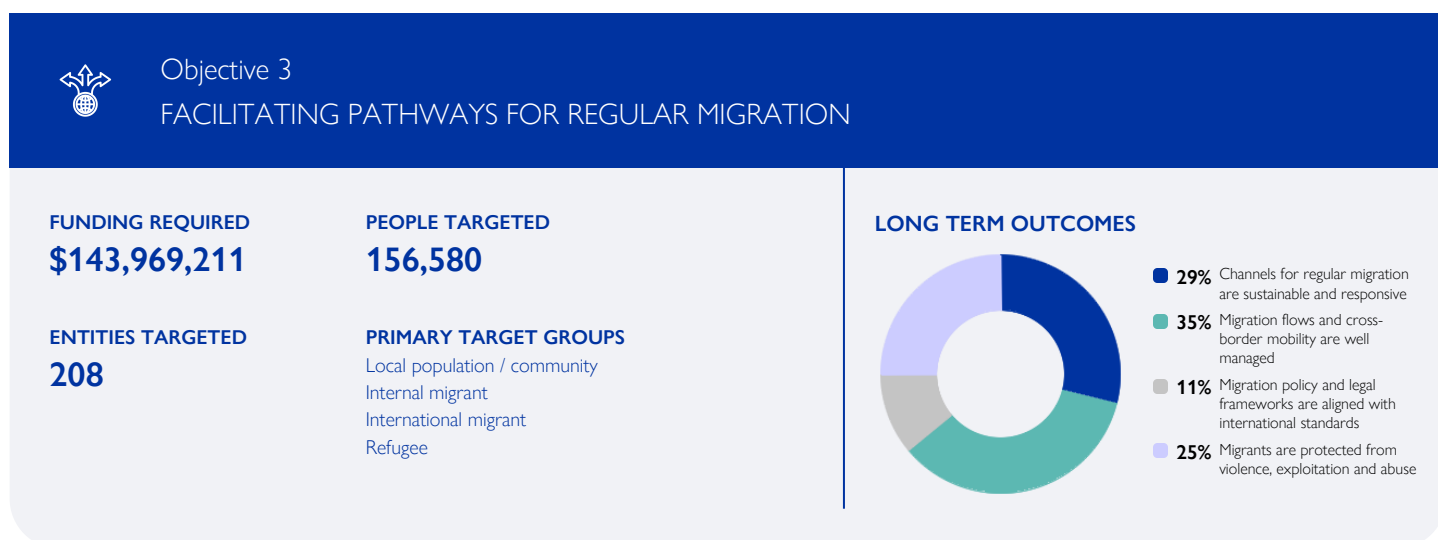 Objective 3
FACILITATING PATHWAYS FOR REGULAR MIGRATION
FUNDING REQUIRED
$143,969,211
PEOPLE TARGETED
156,580
ENTITIES TARGETED
208
PRIMARY TARGET GROUPS
Local population / community
Internal migrant
International migrant
Refugee
LONG TERM OUTCOMES
29% Channels for regular migration
are sustainable and responsive
35% Migration flows and cross-
border mobility are well
managed
11% Migration policy and legal
frameworks are aligned with
international standards
25% Migrants are protected from
violence, exploitation and abuse